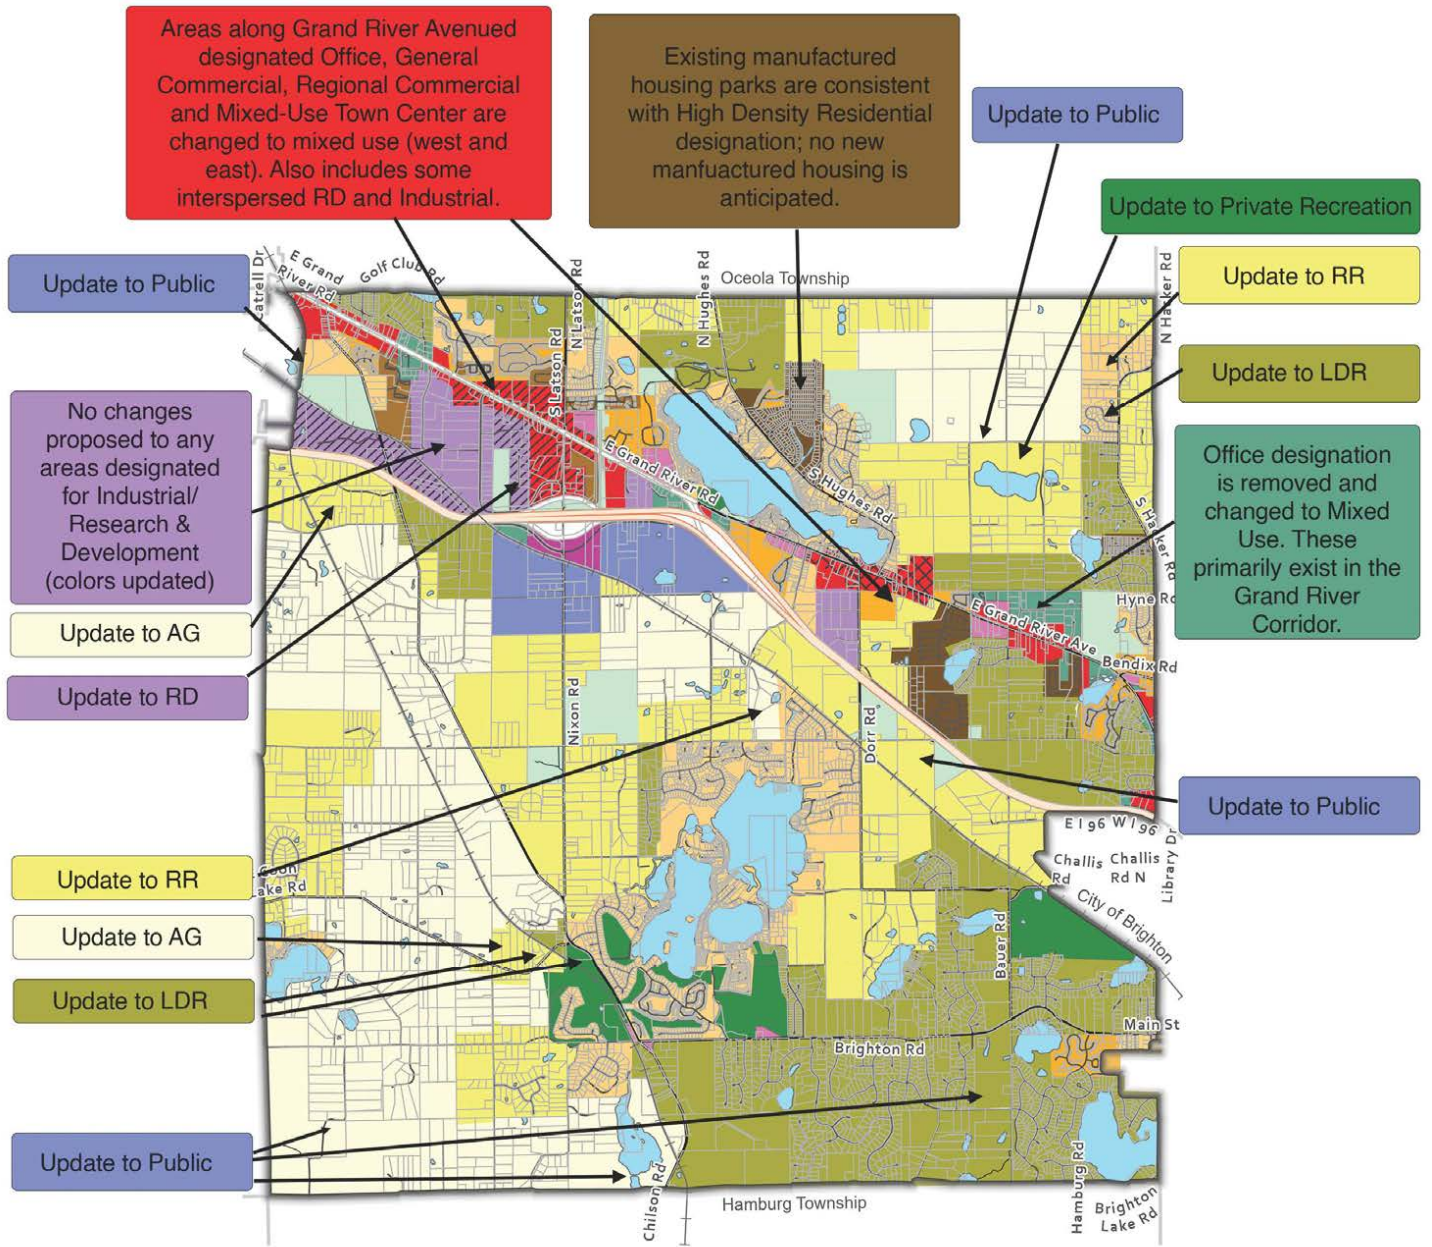 Areas along Grand River Avenued
designated Office, General
Commercial, Regional Commercial
and Mixed-Use Town Center are
changed to mixed use (west and
east). Also includes some
interspersed RD and Industrial.
Existing manufactured
housing parks are consistent
with High Density Residential
designation; no new
manfuactured housing is
anticipated.
Update to Public
Update to Private Recreation
Update to RR
Update to LDR
Office designation
is removed and
changed to Mixed
Use. These
primarily exist in the
Grand River
Corridor.
Update to Public
Update to Public
No changes
proposed to any
areas designated
for Industrial/
Research &
Development
(colors updated)
Update to AG
Update to RD
Update to RR
Update to AG
Update to LDR
Update to Public
E Grand
River Rd
Golf Club Rd
N Latson Rd
S Latson Rd
N Hughes Rd
Oceola Township
N Hacker Rd
E Grand River Rd
S Hughes Rd
S Hacker Rd
Hyne Rd
E Grand River Ave
Bendix Rd
Nixon Rd
Dorr Rd
E I 96 W I 96
Challis
Rd
Challis
Rd N
Library Dr
City of Brighton
Bauer Rd
Main St
Brighton Rd
Chilson Rd
Hamburg Township
Hamburg Rd
Brighton
Lake Rd